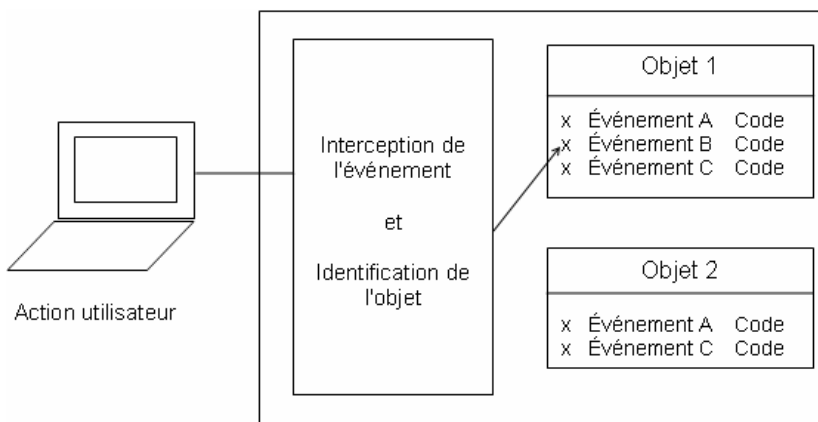 Action utilisateur
Interception de
l'événement
et
Identification de
l'objet
Objet 1
x Événement A Code
x Événement B Code
x Événement C Code
Objet 2
x Événement A Code
x Événement C Code